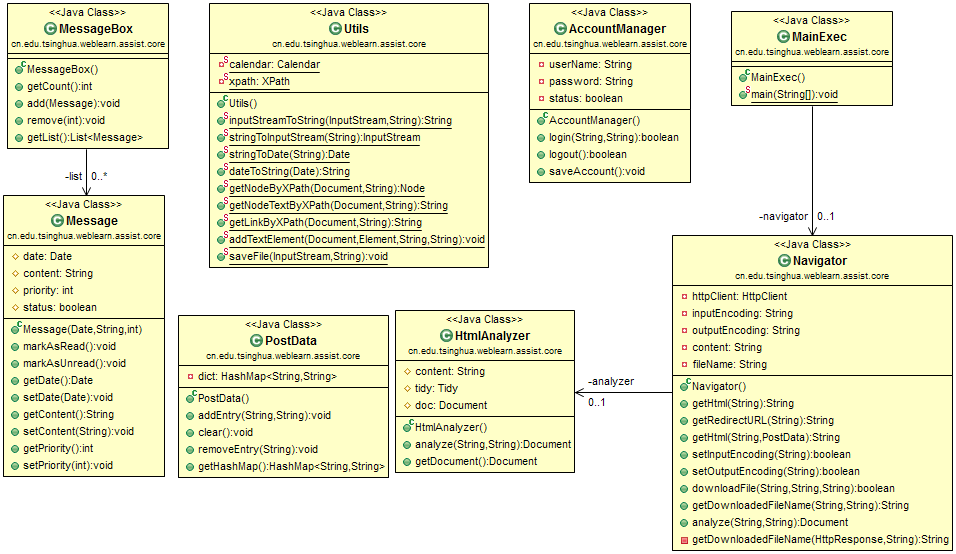 <<Java Class>>
MessageBox
cn.edu.tsinghua.weblearn.assist.core
MessageBox()
getCount():int
add(Message):void
remove(int):void
getList():List<Message>
-list 0..*
<<Java Class>>
Message
cn.edu.tsinghua.weblearn.assist.core
date: Date
content: String
priority: int
status: boolean
Message(Date,String,int)
markAsRead():void
markAsUnread():void
getDate():Date
setDate(Date):void
getContent():String
setContent(String):void
getPriority():int
setPriority(int):void
<<Java Class>>
Utils
cn.edu.tsinghua.weblearn.assist.core
calendar: Calendar
xpath: XPath
Utils()
inputStreamToString(InputStream,String):String
stringToInputStream(String):InputStream
stringToDate(String):Date
dateToString(Date):String
getNodeByXPath(Document,String):Node
getNodeTextByXPath(Document,String):String
getLinkByXPath(Document,String):String
addTextElement(Document,Element,String,String):void
saveFile(InputStream,String):void
<<Java Class>>
PostData
cn.edu.tsinghua.weblearn.assist.core
dict: HashMap<String,String>
PostData()
addEntry(String,String):void
clear():void
removeEntry(String):void
getHashMap():HashMap<String,String>
<<Java Class>>
HtmlAnalyzer
cn.edu.tsinghua.weblearn.assist.core
content: String
tidy: Tidy
doc: Document
HtmlAnalyzer()
analyze(String,String):Document
getDocument():Document
<<Java Class>>
AccountManager
cn.edu.tsinghua.weblearn.assist.core
userName: String
password: String
status: boolean
AccountManager()
login(String,String):boolean
logout():boolean
saveAccount():void
<<Java Class>>
MainExec
cn.edu.tsinghua.weblearn.assist.core
MainExec()
main(String[]):void
-navigator 0..1
<<Java Class>>
Navigator
cn.edu.tsinghua.weblearn.assist.core
httpClient: HttpClient
inputEncoding: String
outputEncoding: String
content: String
fileName: String
Navigator()
getHtml(String):String
getRedirectURL(String):String
getHtml(String,PostData):String
setInputEncoding(String):boolean
setOutputEncoding(String):boolean
downloadFile(String,String,String):boolean
getDownloadedFileName(String,String):String
analyze(String,String):Document
getDownloadedFileName(HttpResponse,String):String
-analyzer
0..1